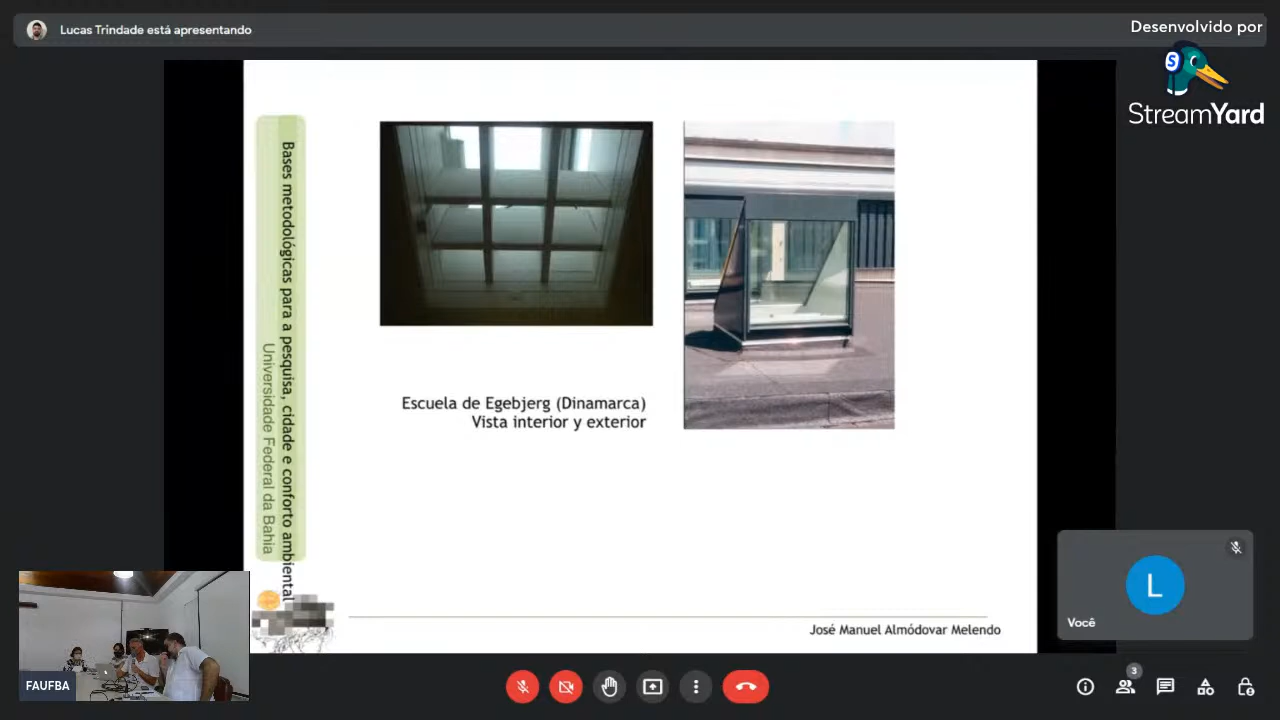 Lucas Trindade está apresentando
Desenvolvido por
S
StreamYard
Bases metodológicas para a pesquisa, cidade e conforto ambiental
Universidade Federal da Bahia
Escuela de Egebjerg (Dinamarca)
Vista interior y exterior
José Manuel Almódovar Melendo
L
Você
FAUFBA
3